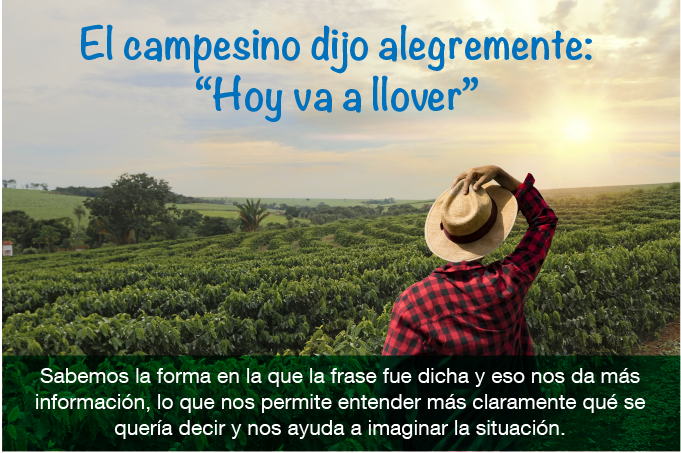 El campesino dijo alegremente:
“Hoy va a llover”
Sabemos la forma en la que la frase fue dicha y eso nos da más
información, lo que nos permite entender más claramente qué se
quería decir y nos ayuda a imaginar la situación.